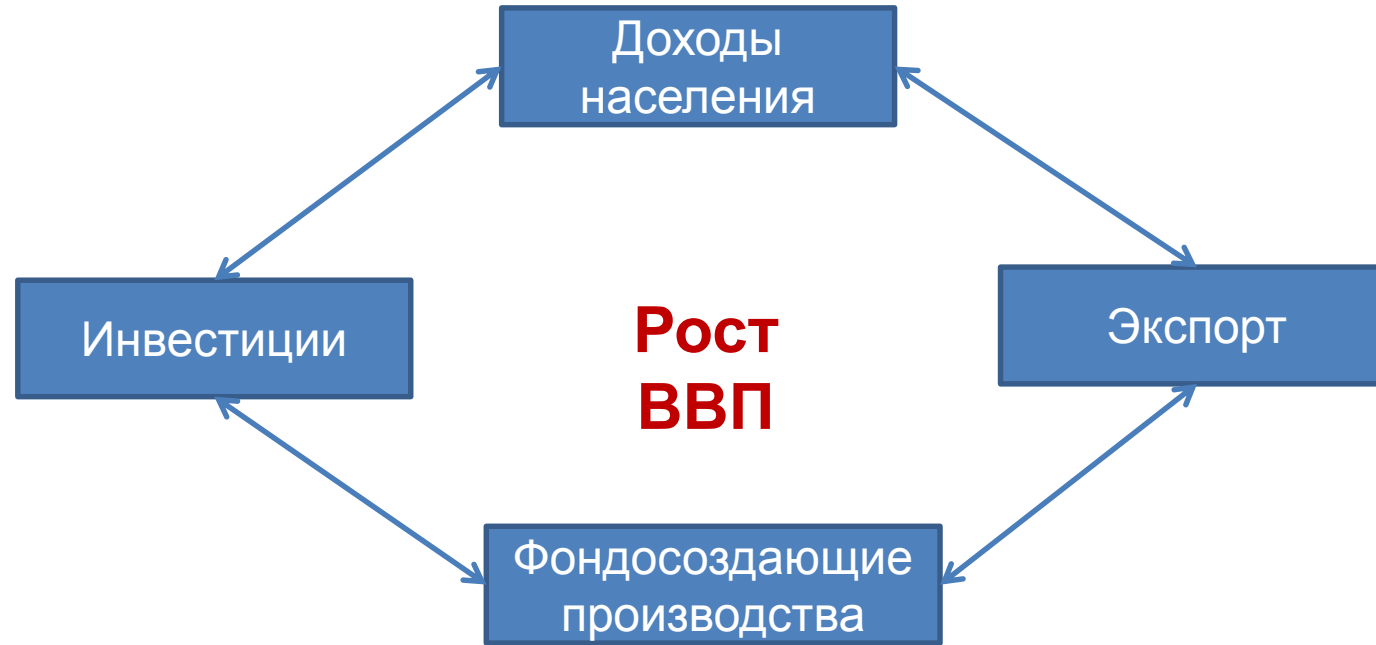 Доходы
населения
Инвестиции
Рост
ВВП
Экспорт
Фондосоздающие
производства